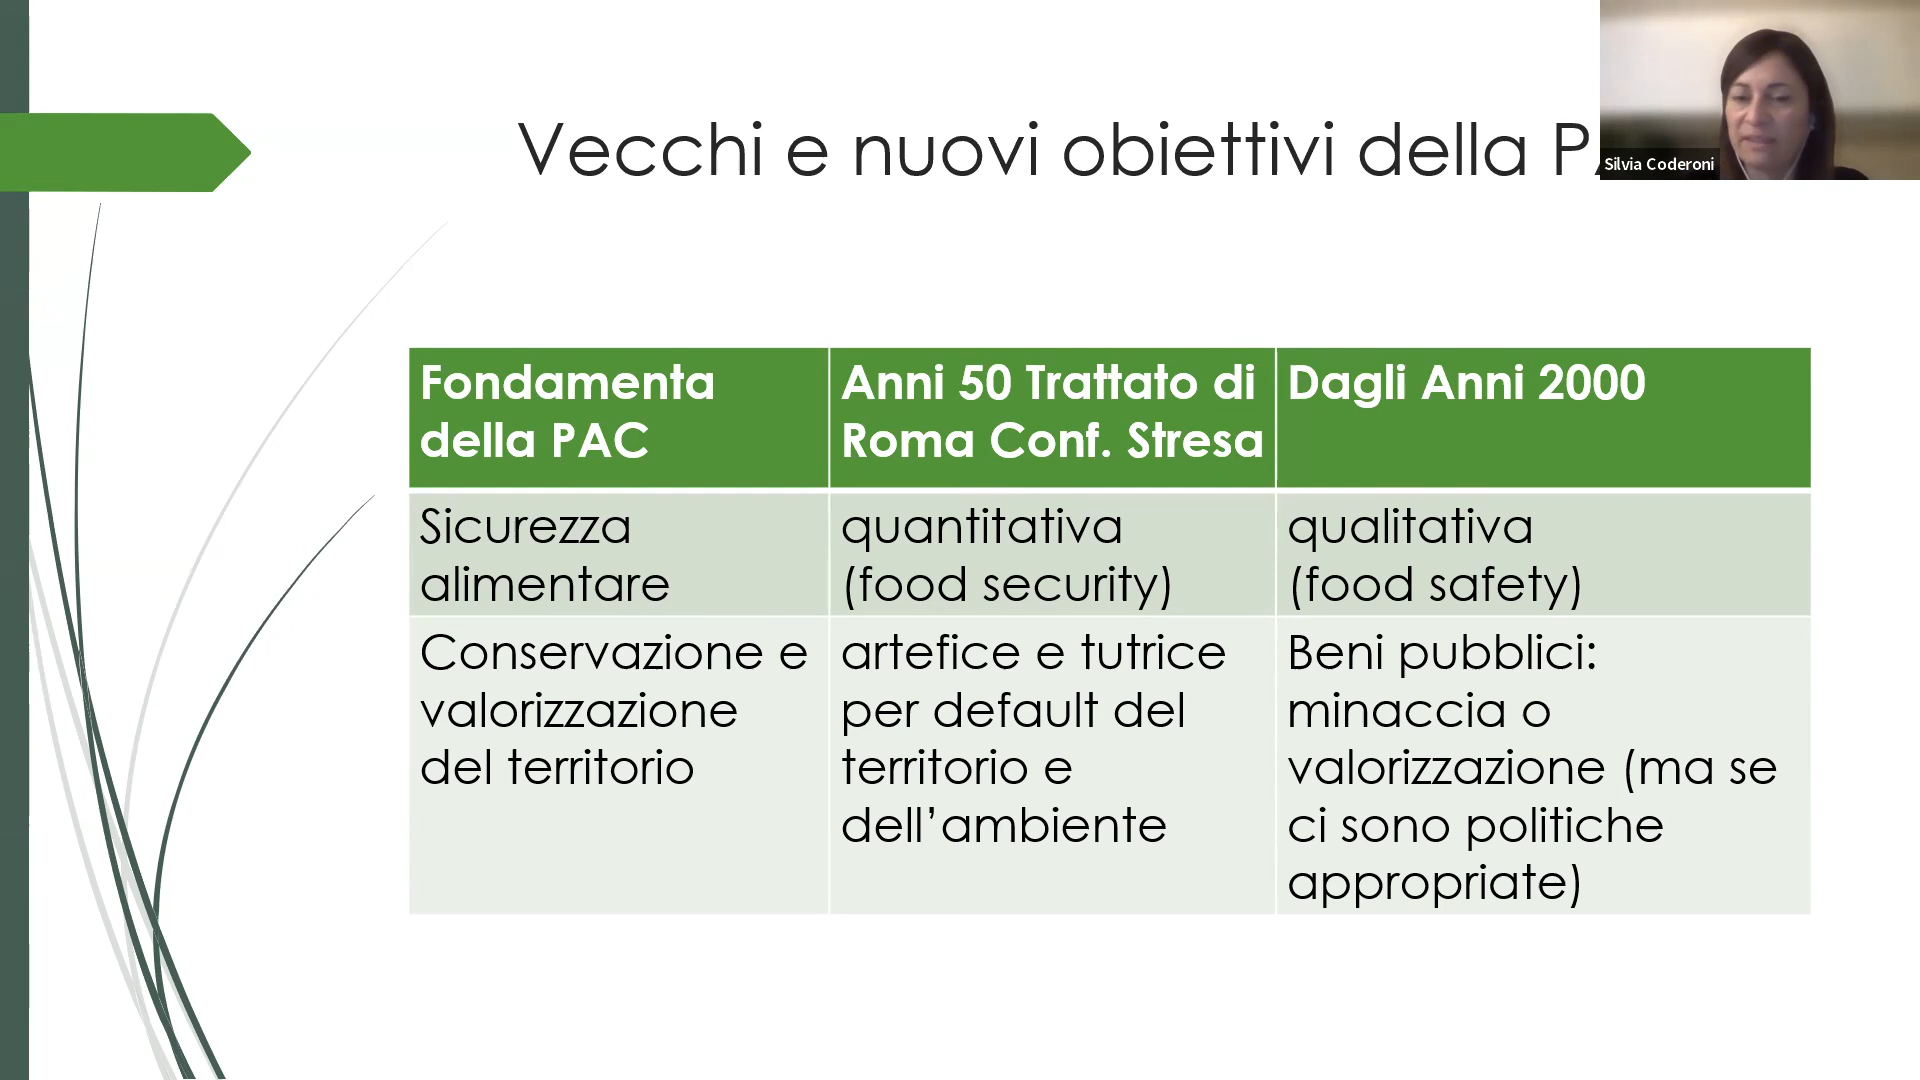 Vecchi e nuovi obiettivi della
Silvia Coderoni
Fondamenta
della PAC
Anni 50 Trattato di
Roma Conf. Stresa
Dagli Anni 2000
Sicurezza
alimentare
quantitativa
(food security)
qualitativa
(food safety)
Conservazione e
valorizzazione
del territorio
artefice e tutrice
per default del
territorio e
dell’ambiente
Beni pubblici:
minaccia o
valorizzazione (ma se
ci sono politiche
appropriate)